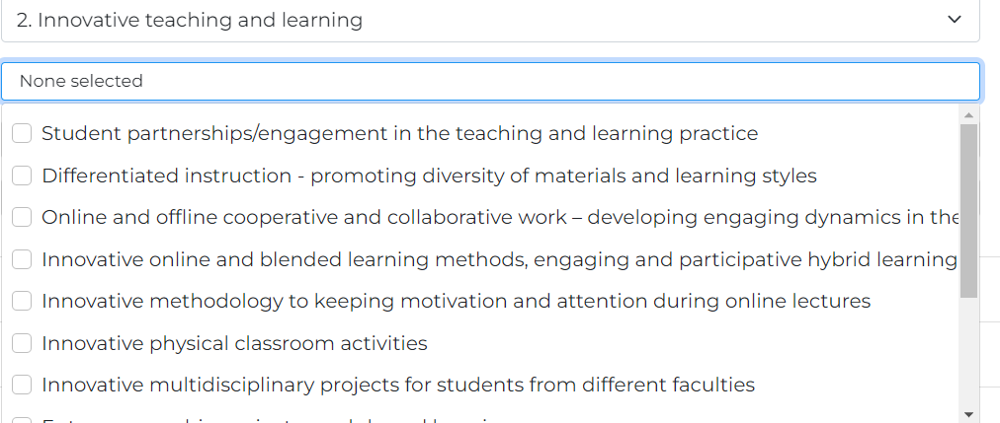 2. Innovative teaching and learning
None selected
Student partnerships/engagement in the teaching and learning practice
Differentiated instruction - promoting diversity of materials and learning styles
Online and offline cooperative and collaborative work – developing engaging dynamics in the
Innovative online and blended learning methods, engaging and participative hybrid learning
Innovative methodology to keeping motivation and attention during online lectures
Innovative physical classroom activities
Innovative multidisciplinary projects for students from different faculties